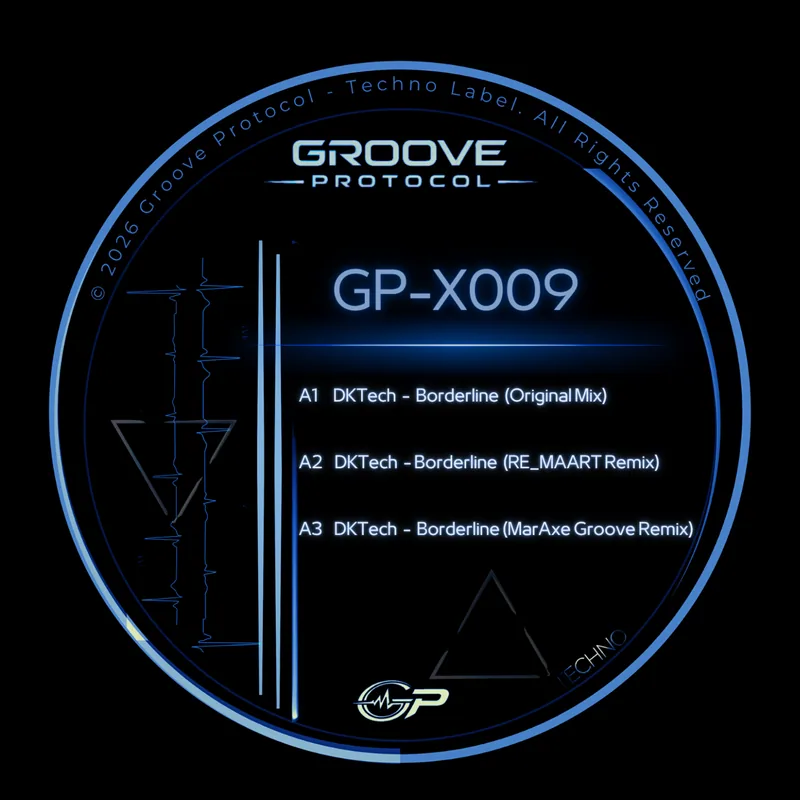 © 2026 Groove Protocol - Techno Label. All Rights Reserved
GROOVE
PROTOCOL
GP-X009
A1 DKTech - Borderline (Original Mix)
A2 DKTech - Borderline (RE_MAART Remix)
A3 DKTech - Borderline (MarAxe Groove Remix)
TECHNO
GP